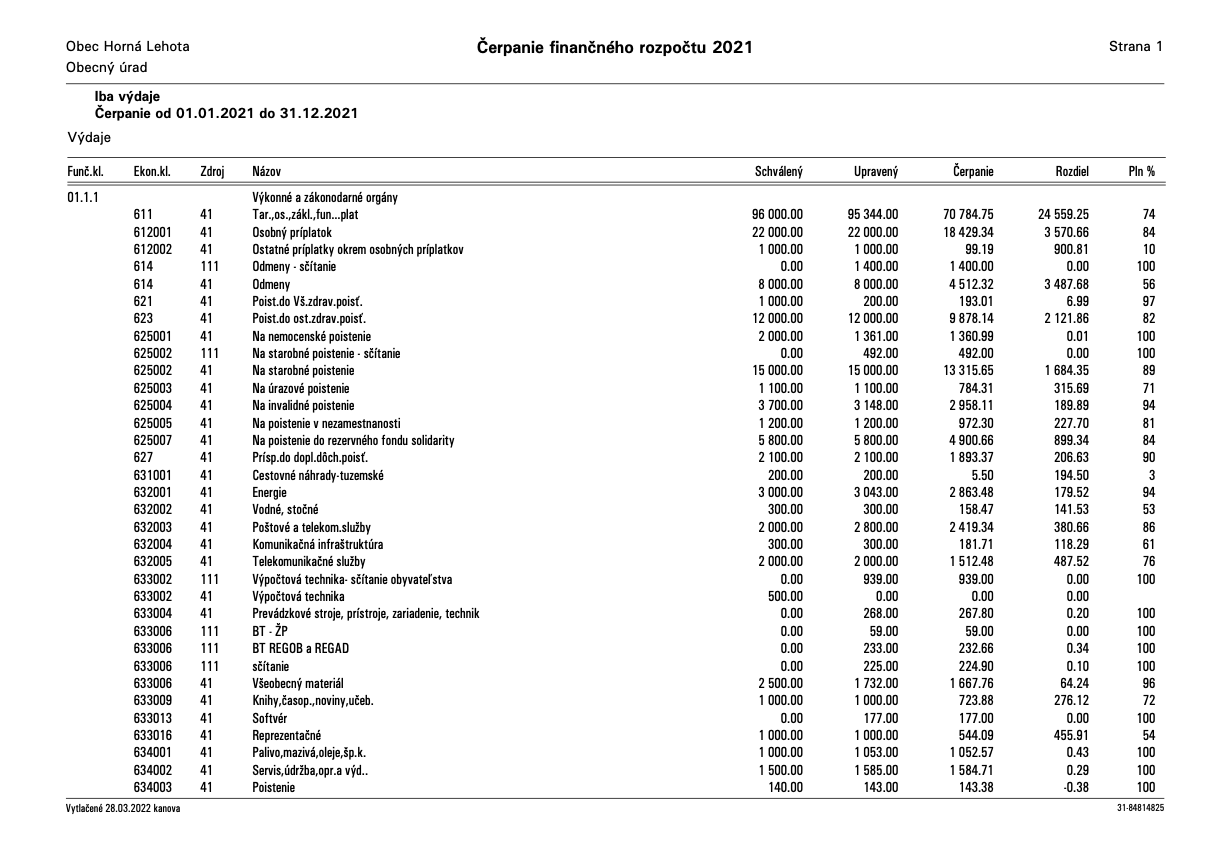 Obec Horná Lehota Čerpanie finančného rozpočtu 2021 Strana 1
Obecný úrad
Iba výdaje
Čerpanie od 01.01.2021 do 31.12.2021
Výdaje
Funč.kl. Ekon.kl. Zdroj Názov Schválený Upravený Čerpanie Rozdiel Pln %
01.1.1 Výkonné a zákonodarné orgány
611 41 Tar.,os.,zákl.,fun...plat 96 000.00 95 344.00 70 784.75 24 559.25 74
612001 41 Osobný príplatok 22 000.00 22 000.00 18 429.34 3 570.66 84
612002 41 Ostatné príplatky okrem osobných príplatkov 1 000.00 1 000.00 99.19 900.81 10
614 111 Odmeny - sčítanie 0.00 1 400.00 1 400.00 0.00 100
614 41 Odmeny 8 000.00 8 000.00 4 512.32 3 487.68 56
621 41 Poist.do Vš.zdrav.poisť. 1 000.00 200.00 193.01 6.99 97
623 41 Poist.do ost.zdrav.poisť. 12 000.00 12 000.00 9 878.14 2 121.86 82
625001 41 Na nemocenské poistenie 2 000.00 1 361.00 1 360.99 0.01 100
625002 111 Na starobné poistenie - sčítanie 0.00 492.00 492.00 0.00 100
625002 41 Na starobné poistenie 15 000.00 15 000.00 13 315.65 1 684.35 89
625003 41 Na úrazové poistenie 1 100.00 1 100.00 784.31 315.69 71
625004 41 Na invalidné poistenie 3 700.00 3 148.00 2 958.11 189.89 94
625005 41 Na poistenie v nezamestnanosti 1 200.00 1 200.00 972.30 227.70 81
625007 41 Na poistenie do rezervného fondu solidarity 5 800.00 5 800.00 4 900.66 899.34 84
627 41 Prísp.do dopl.dôch.poisť. 2 100.00 2 100.00 1 893.37 206.63 90
631001 41 Cestovné náhrady-tuzemské 200.00 200.00 5.50 194.50 3
632001 41 Energie 3 000.00 3 043.00 2 863.48 179.52 94
632002 41 Vodné, stočné 300.00 300.00 158.47 141.53 53
632003 41 Poštové a telekom.služby 2 000.00 2 800.00 2 419.34 380.66 86
632004 41 Komunikačná infraštruktúra 300.00 300.00 181.71 118.29 61
632005 41 Telekomunikačné služby 2 000.00 2 000.00 1 512.48 487.52 76
633002 111 Výpočtová technika- sčítanie obyvateľstva 0.00 939.00 939.00 0.00 100
633002 41 Výpočtová technika 500.00 0.00 0.00 0.00
633004 41 Prevádzkové stroje, prístroje, zariadenie, technik 0.00 268.00 267.80 0.20 100
633006 111 BT - ŽP 0.00 59.00 59.00 0.00 100
633006 111 BT REGOB a REGAD 0.00 233.00 232.66 0.34 100
633006 111 sčítanie 0.00 225.00 224.90 0.10 100
633006 41 Všeobecný materiál 2 500.00 1 732.00 1 667.76 64.24 96
633009 41 Knihy,časop.,noviny,učeb. 1 000.00 1 000.00 723.88 276.12 72
633013 41 Softvér 0.00 177.00 177.00 0.00 100
633016 41 Reprezentačné 1 000.00 1 000.00 544.09 455.91 54
634001 41 Palivo,mazivá,oleje,šp.k. 1 000.00 1 053.00 1 052.57 0.43 100
634002 41 Servis,údržba,opr.a výd.. 1 500.00 1 585.00 1 584.71 0.29 100
634003 41 Poistenie 140.00 143.00 143.38 -0.38 100
Vytlačené 28.03.2022 kanova 31-84814825